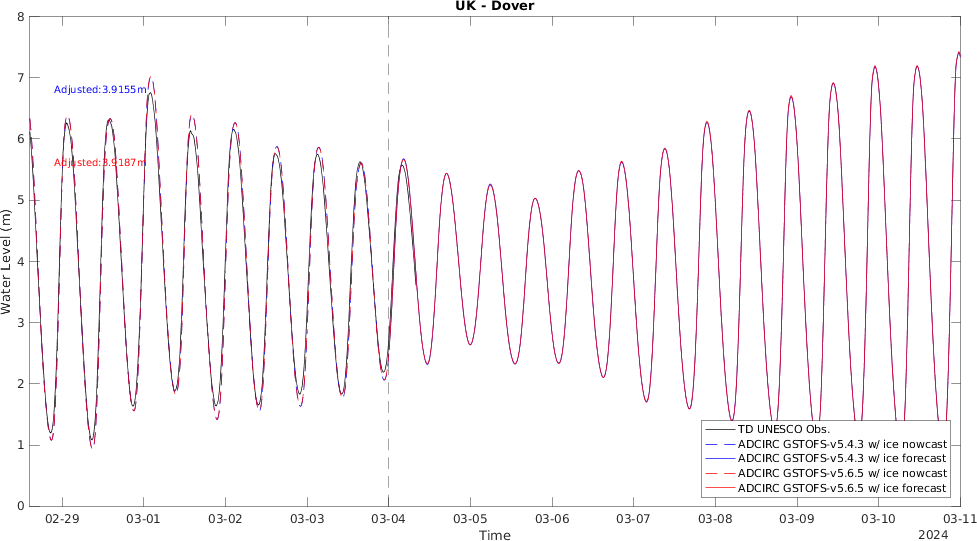 UK - Dover
8
7
6
5
4
3
2
1
0
Water Level (m)
Adjusted:3.9155m
Adjusted:3.9187m
TD UNESCO Obs.
ADCIRC GSTOFS-v5.4.3 w/ ice nowcast
ADCIRC GSTOFS-v5.4.3 w/ ice forecast
ADCIRC GSTOFS-v5.6.5 w/ ice nowcast
ADCIRC GSTOFS-v5.6.5 w/ ice forecast
02-29 03-01 03-02 03-03 03-04 03-05 03-06 03-07 03-08 03-09 03-10 03-11
Time
2024